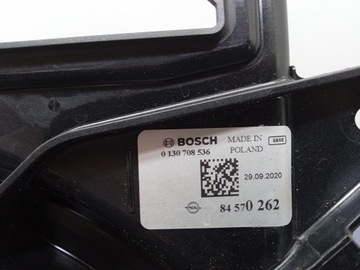 BOSCH MADE IN
0 130 708 536 POLAND
29.09.2020
84 570 262